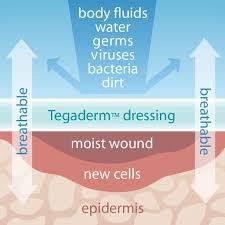 body fluids
water
germs
viruses
bacteria
dirt
breathable
Tegaderm™ dressing
breathable
moist wound
new cells
epidermis